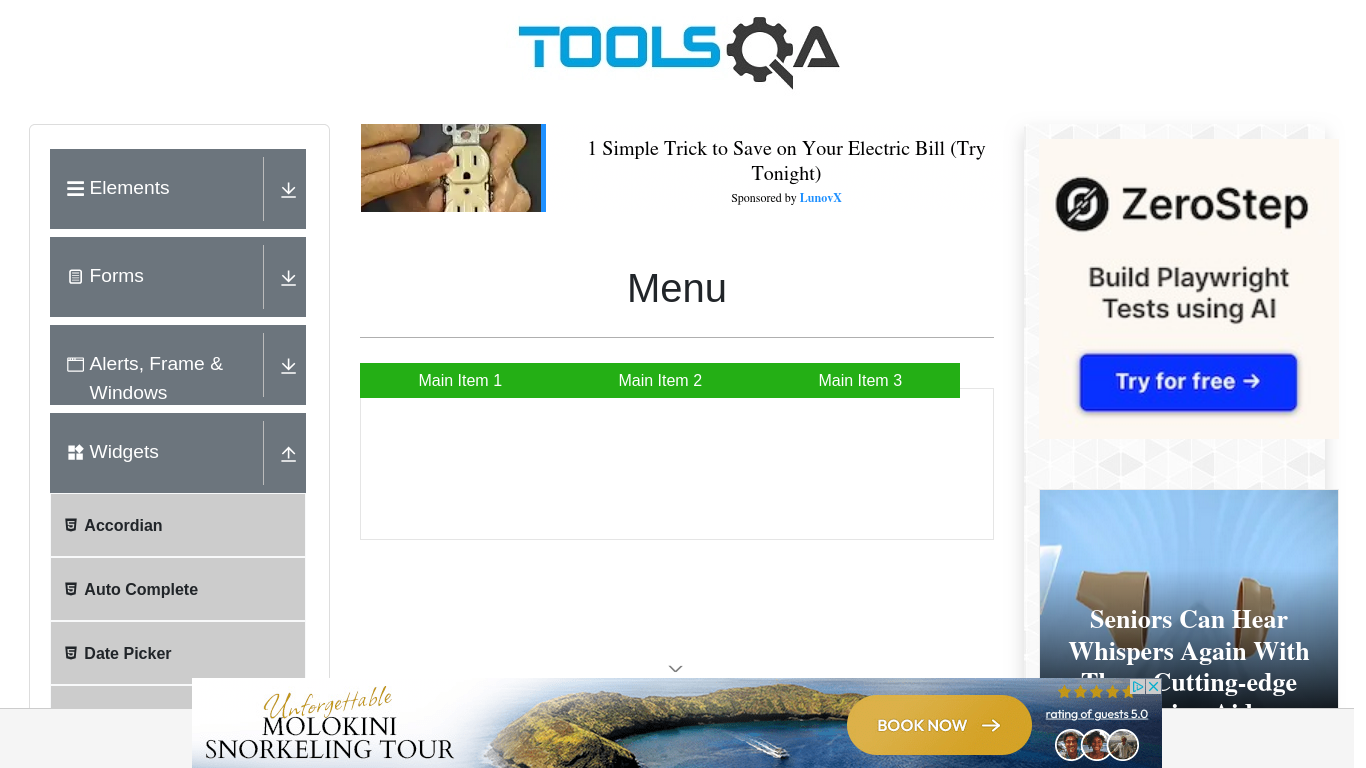 TOOLSQA
Elements
Forms
Alerts, Frame &
Windows
Widgets
Accordian
Auto Complete
Date Picker
1 Simple Trick to Save on Your Electric Bill (Try
Tonight)
Sponsored by LunovX
Menu
Main Item 1
Main Item 2
Main Item 3
ZeroStep
Build Playwright
Tests using AI
Try for free →
Seniors Can Hear
Whispers Again With
Cutting-edge
Unforgettable
MOLOKINI
SNORKELING TOUR
BOOK NOW →
rating of guests 5.0